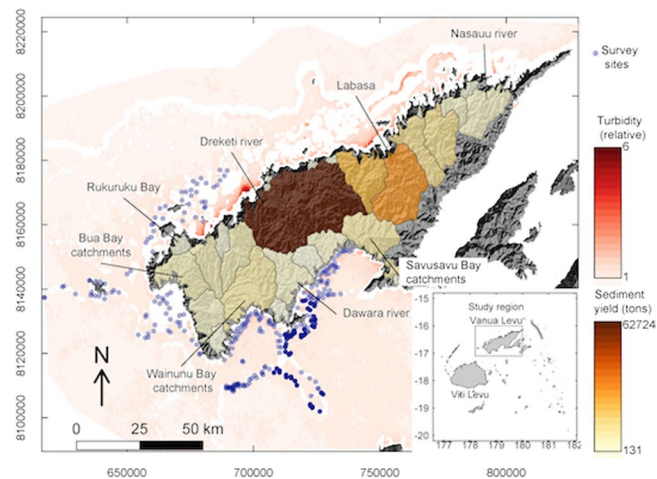 8220000
8200000
8180000
8160000
8140000
8120000
8100000
Nasauu river
Labasa
Dreketi river
Rukuruku Bay
Bua Bay
catchments
Savusavu Bay
catchments
Dawara river
Wainunu Bay
catchments
N
0 25 50 km
650000 700000 750000 800000
Survey
sites
Turbidity
(relative)
6
1
Sediment
yield (tons)
62724
131
Study region
Vanua Levu
Viti Levu
-15
-16
-17
-18
-19
-20
177 178 179 180 181 182